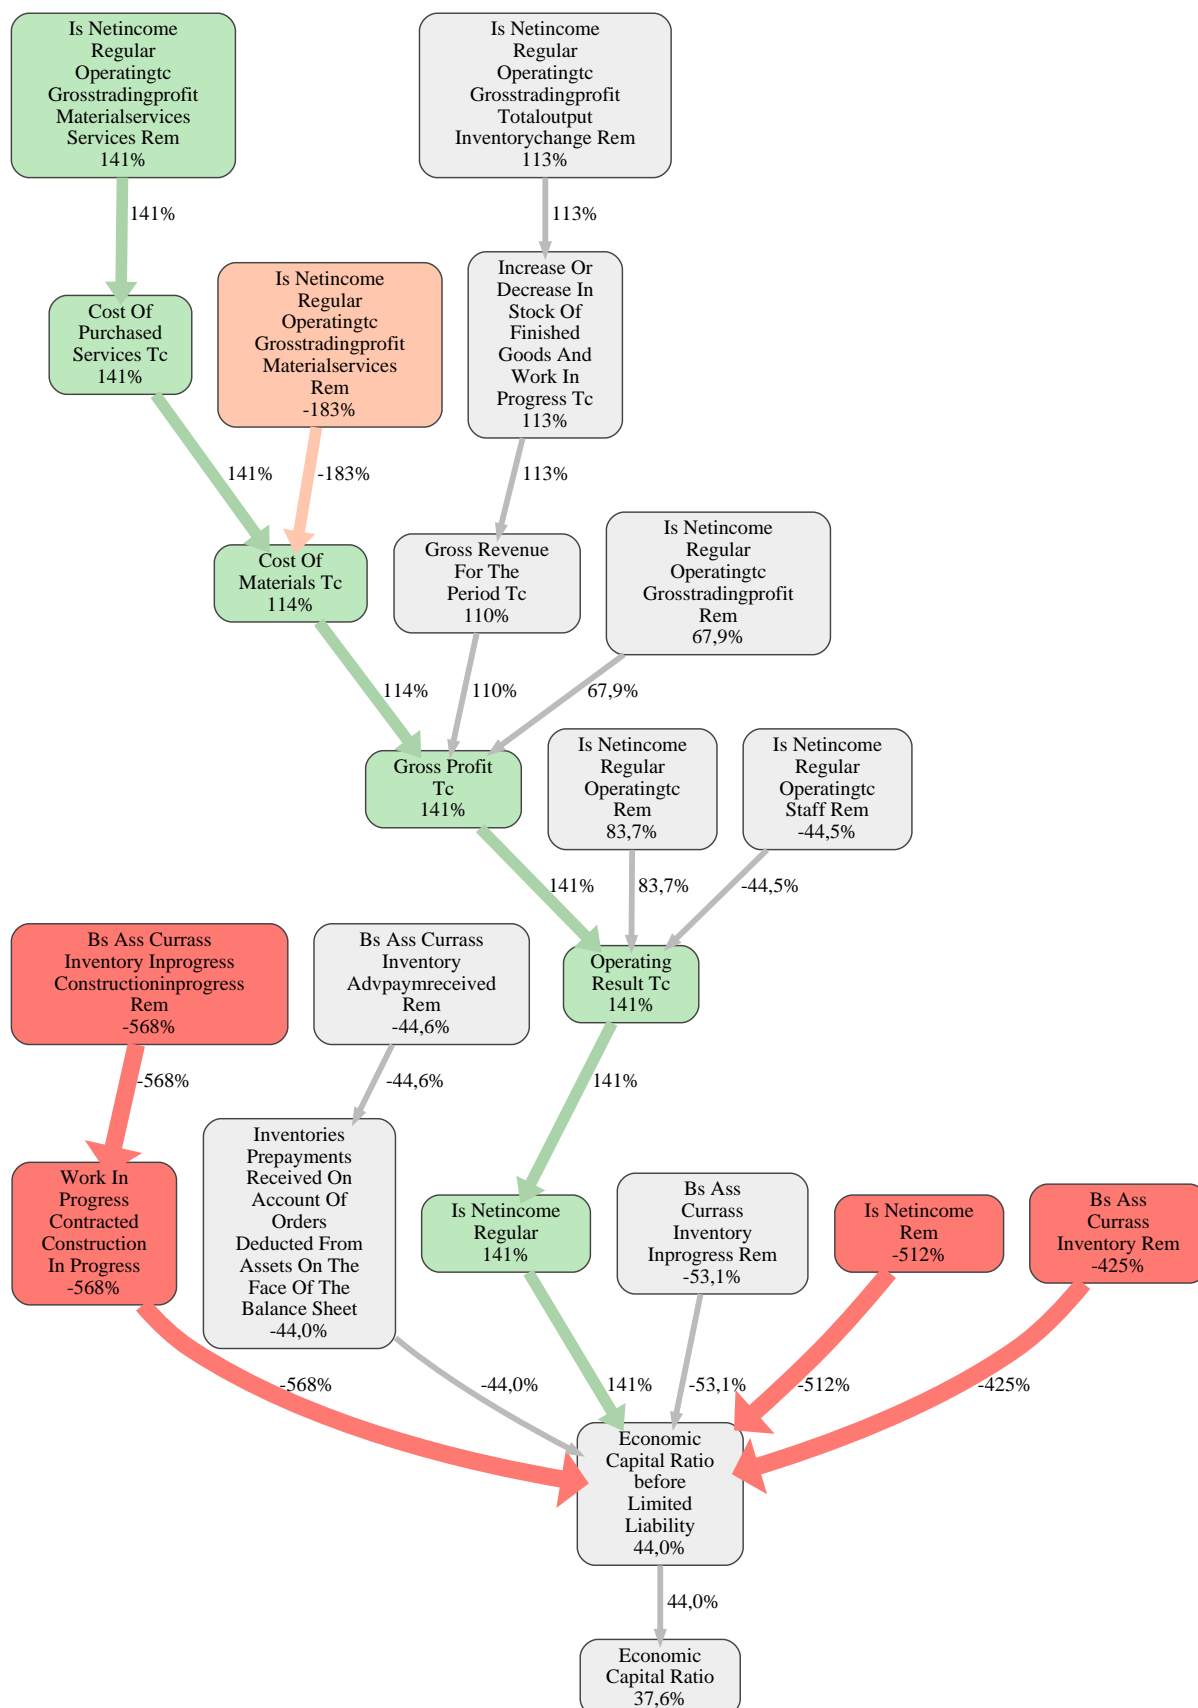 Is Netincome
Regular
Operatingtc
Grosstradingprofit
Materialservices
Services Rem
141%
Is Netincome
Regular
Operatingtc
Grosstradingprofit
Totaloutput
Inventorychange Rem
113%
141%
113%
Cost Of
Purchased
Services Tc
141%
Is Netincome
Regular
Operatingtc
Grosstradingprofit
Materialservices
Rem
-183%
Increase Or
Decrease In
Stock Of
Finished
Goods And
Work In
Progress Tc
113%
141%
-183%
113%
Cost Of
Materials Tc
114%
Gross Revenue
For The
Period Tc
110%
Is Netincome
Regular
Operatingtc
Grosstradingprofit
Rem
67,9%
114%
110%
67,9%
Gross Profit
Tc
141%
Is Netincome
Regular
Operatingtc
Rem
83,7%
Is Netincome
Regular
Operatingtc
Staff Rem
-44,5%
141%
83,7%
-44,5%
Bs Ass Currass
Inventory Inprogress
Constructioninprogress
Rem
-568%
Bs Ass Currass
Inventory
Advpaymreceived
Rem
-44,6%
Operating
Result Tc
141%
-568%
-44,6%
141%
Work In
Progress
Contracted
Construction
In Progress
-568%
Inventories
Prepayments
Received On
Account Of
Orders
Deducted From
Assets On The
Face Of The
Balance Sheet
-44,0%
Is Netincome
Regular
141%
Bs Ass
Currass
Inventory
Inprogress Rem
-53,1%
Is Netincome
Rem
-512%
Bs Ass
Currass
Inventory Rem
-425%
-568%
-44,0%
141%
-53,1%
-512%
-425%
Economic
Capital Ratio
before
Limited
Liability
44,0%
44,0%
Economic
Capital Ratio
37,6%